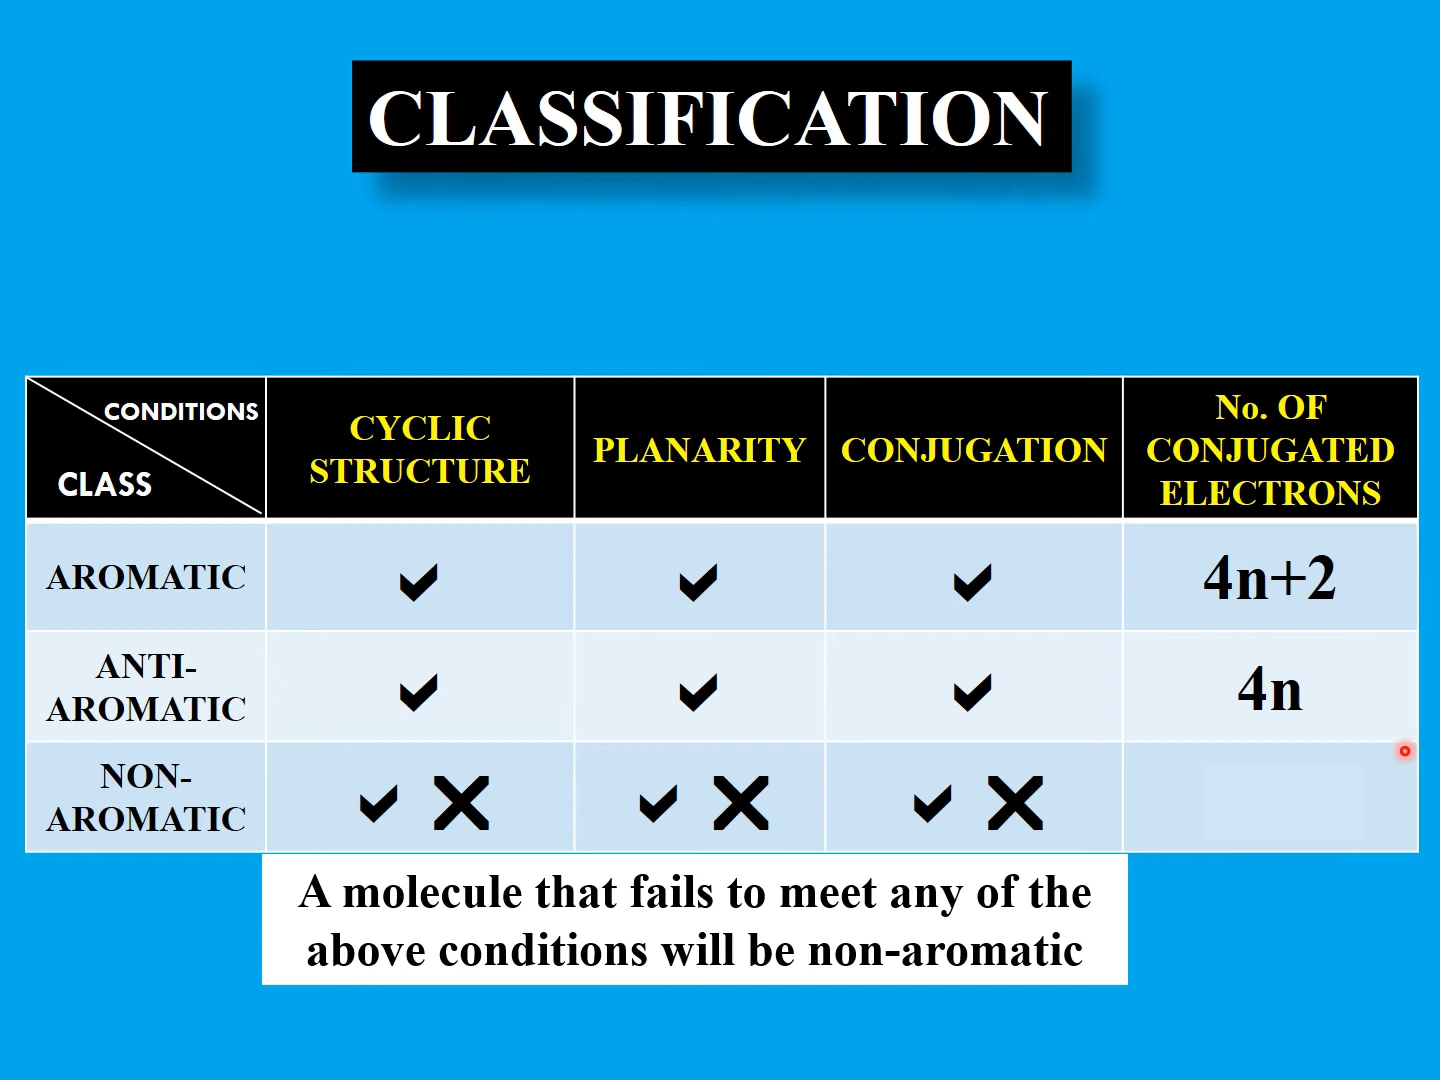 CLASSIFICATION
CONDITIONS
CLASS
CYCLIC
STRUCTURE
PLANARITY
CONJUGATION
No. OF
CONJUGATED
ELECTRONS
AROMATIC
✔
✔
✔
4n+2
ANTI-
AROMATIC
✔
✔
✔
4n
NON-
AROMATIC
✔ ✖
✔ ✖
✔ ✖
A molecule that fails to meet any of the
above conditions will be non-aromatic